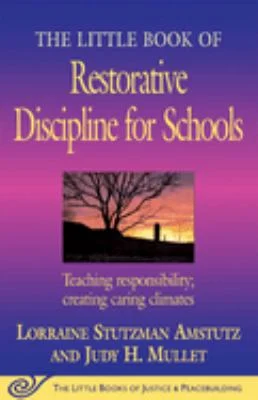 THE LITTLE BOOK OF
Restorative
Discipline for Schools
Teaching responsibility;
creating caring climates
LORRAINE STUTZMAN AMSTUTZ
AND JUDY H. MULLET
THE LITTLE BOOKS OF JUSTICE & PEACEBUILDING